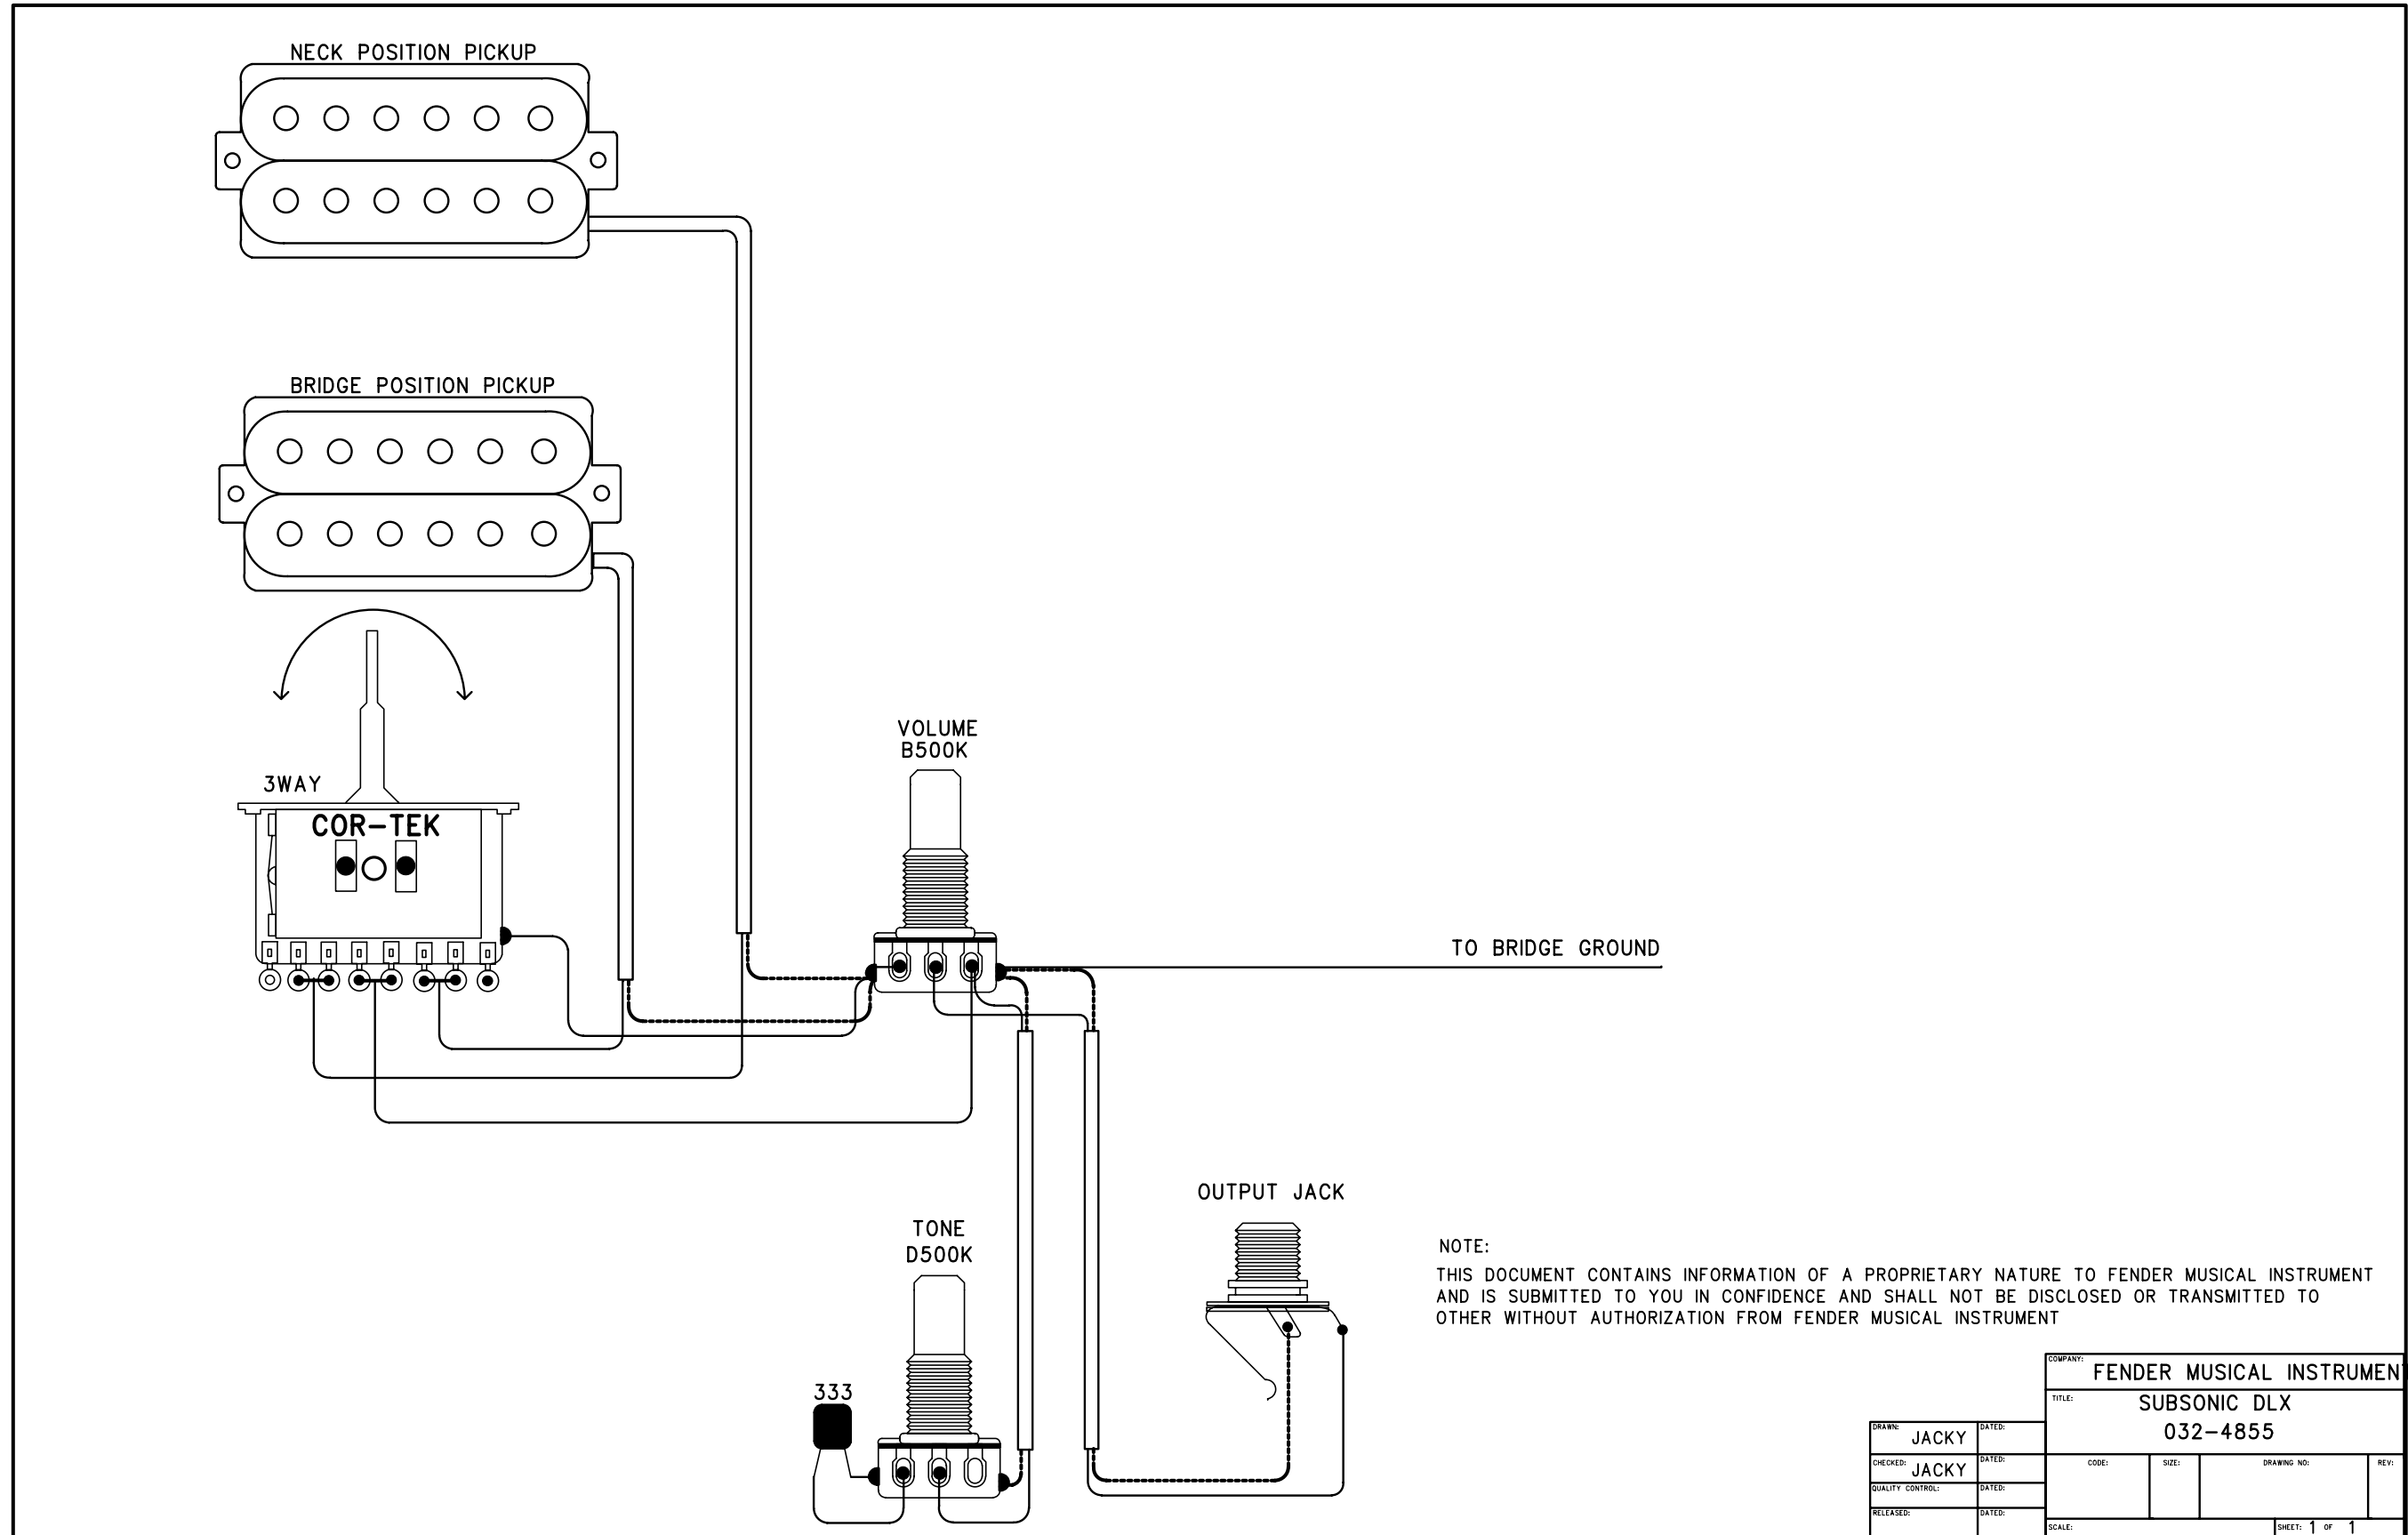 NECK POSITION PICKUP
BRIDGE POSITION PICKUP
VOLUME
B500K
3WAY
COR-TEK
TO BRIDGE GROUND
OUTPUT JACK
TONE
D500K
333
NOTE:
THIS DOCUMENT CONTAINS INFORMATION OF A PROPRIETARY NATURE TO FENDER MUSICAL INSTRUMENT
AND IS SUBMITTED TO YOU IN CONFIDENCE AND SHALL NOT BE DISCLOSED OR TRANSMITTED TO
OTHER WITHOUT AUTHORIZATION FROM FENDER MUSICAL INSTRUMENT
COMPANY: FENDER MUSICAL INSTRUMEN
TITLE: SUBSONIC DLX
032-4855
DRAWN: JACKY DATED:
CHECKED: JACKY DATED:
CODE: SIZE: DRAWING NO: REV:
QUALITY CONTROL: DATED:
RELEASED: DATED:
SCALE: SHEET: 1 OF 1